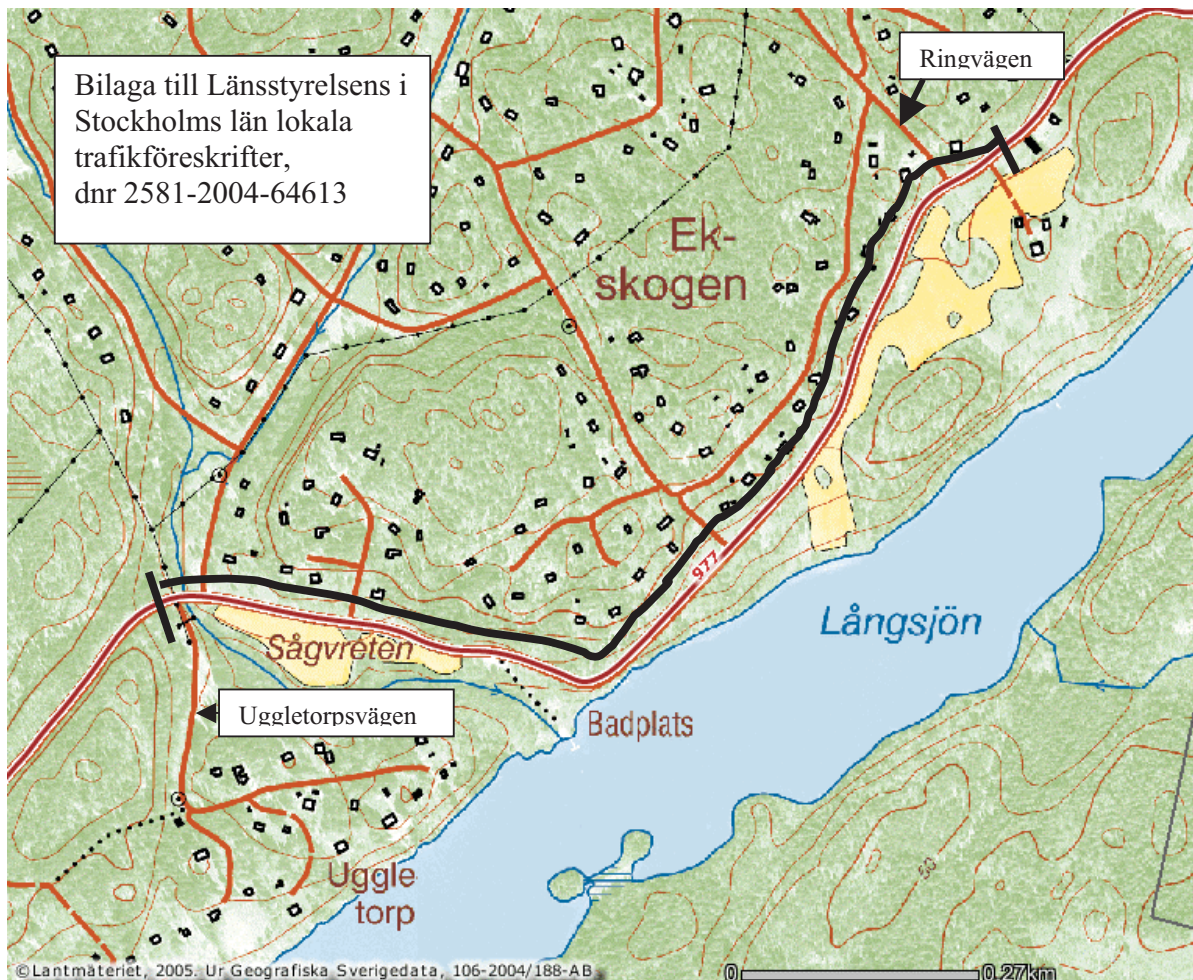 Bilaga till Länsstyrelsens i
Stockholms län lokala
trafikföreskrifter,
dnr 2581-2004-64613
Ringvägen
Ek-
skogen
977
Långsjön
Sågvreten
Uggletorpsvägen
Badplats
Uggle
torp
50
©Lantmäteriet, 2005. Ur Geografiska Sverigedata, 106-2004/188-AB
0 0.27km